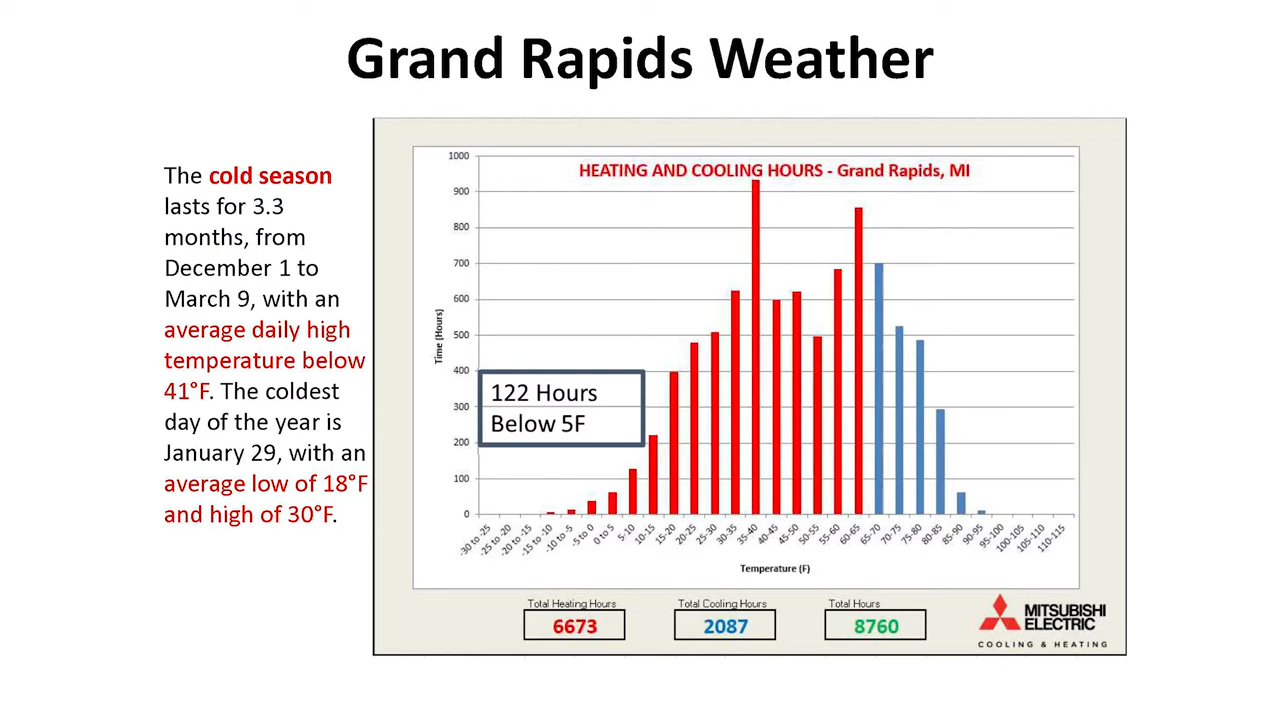 Grand Rapids Weather
The cold season
lasts for 3.3
months, from
December 1 to
March 9, with an
average daily high
temperature below
41°F. The coldest
day of the year is
January 29, with an
average low of 18°F
and high of 30°F.
HEATING AND COOLING HOURS - Grand Rapids, MI
Time (Hours)
1000
900
800
700
600
500
400
300
200
100
0
122 Hours
Below 5F
-30 to -25
-25 to -20
-20 to -15
-15 to -10
-10 to -5
-5 to 0
0 to 5
5-10
10-15
15-20
20-25
25-30
30-35
35-40
40-45
45-50
50-55
55-60
60-65
65-70
70-75
75-80
80-85
85-90
90-95
95-100
100-105
105-110
110-115
Temperature (F)
Total Heating Hours
6673
Total Cooling Hours
2087
Total Hours
8760
MITSUBISHI
ELECTRIC
COOLING & HEATING